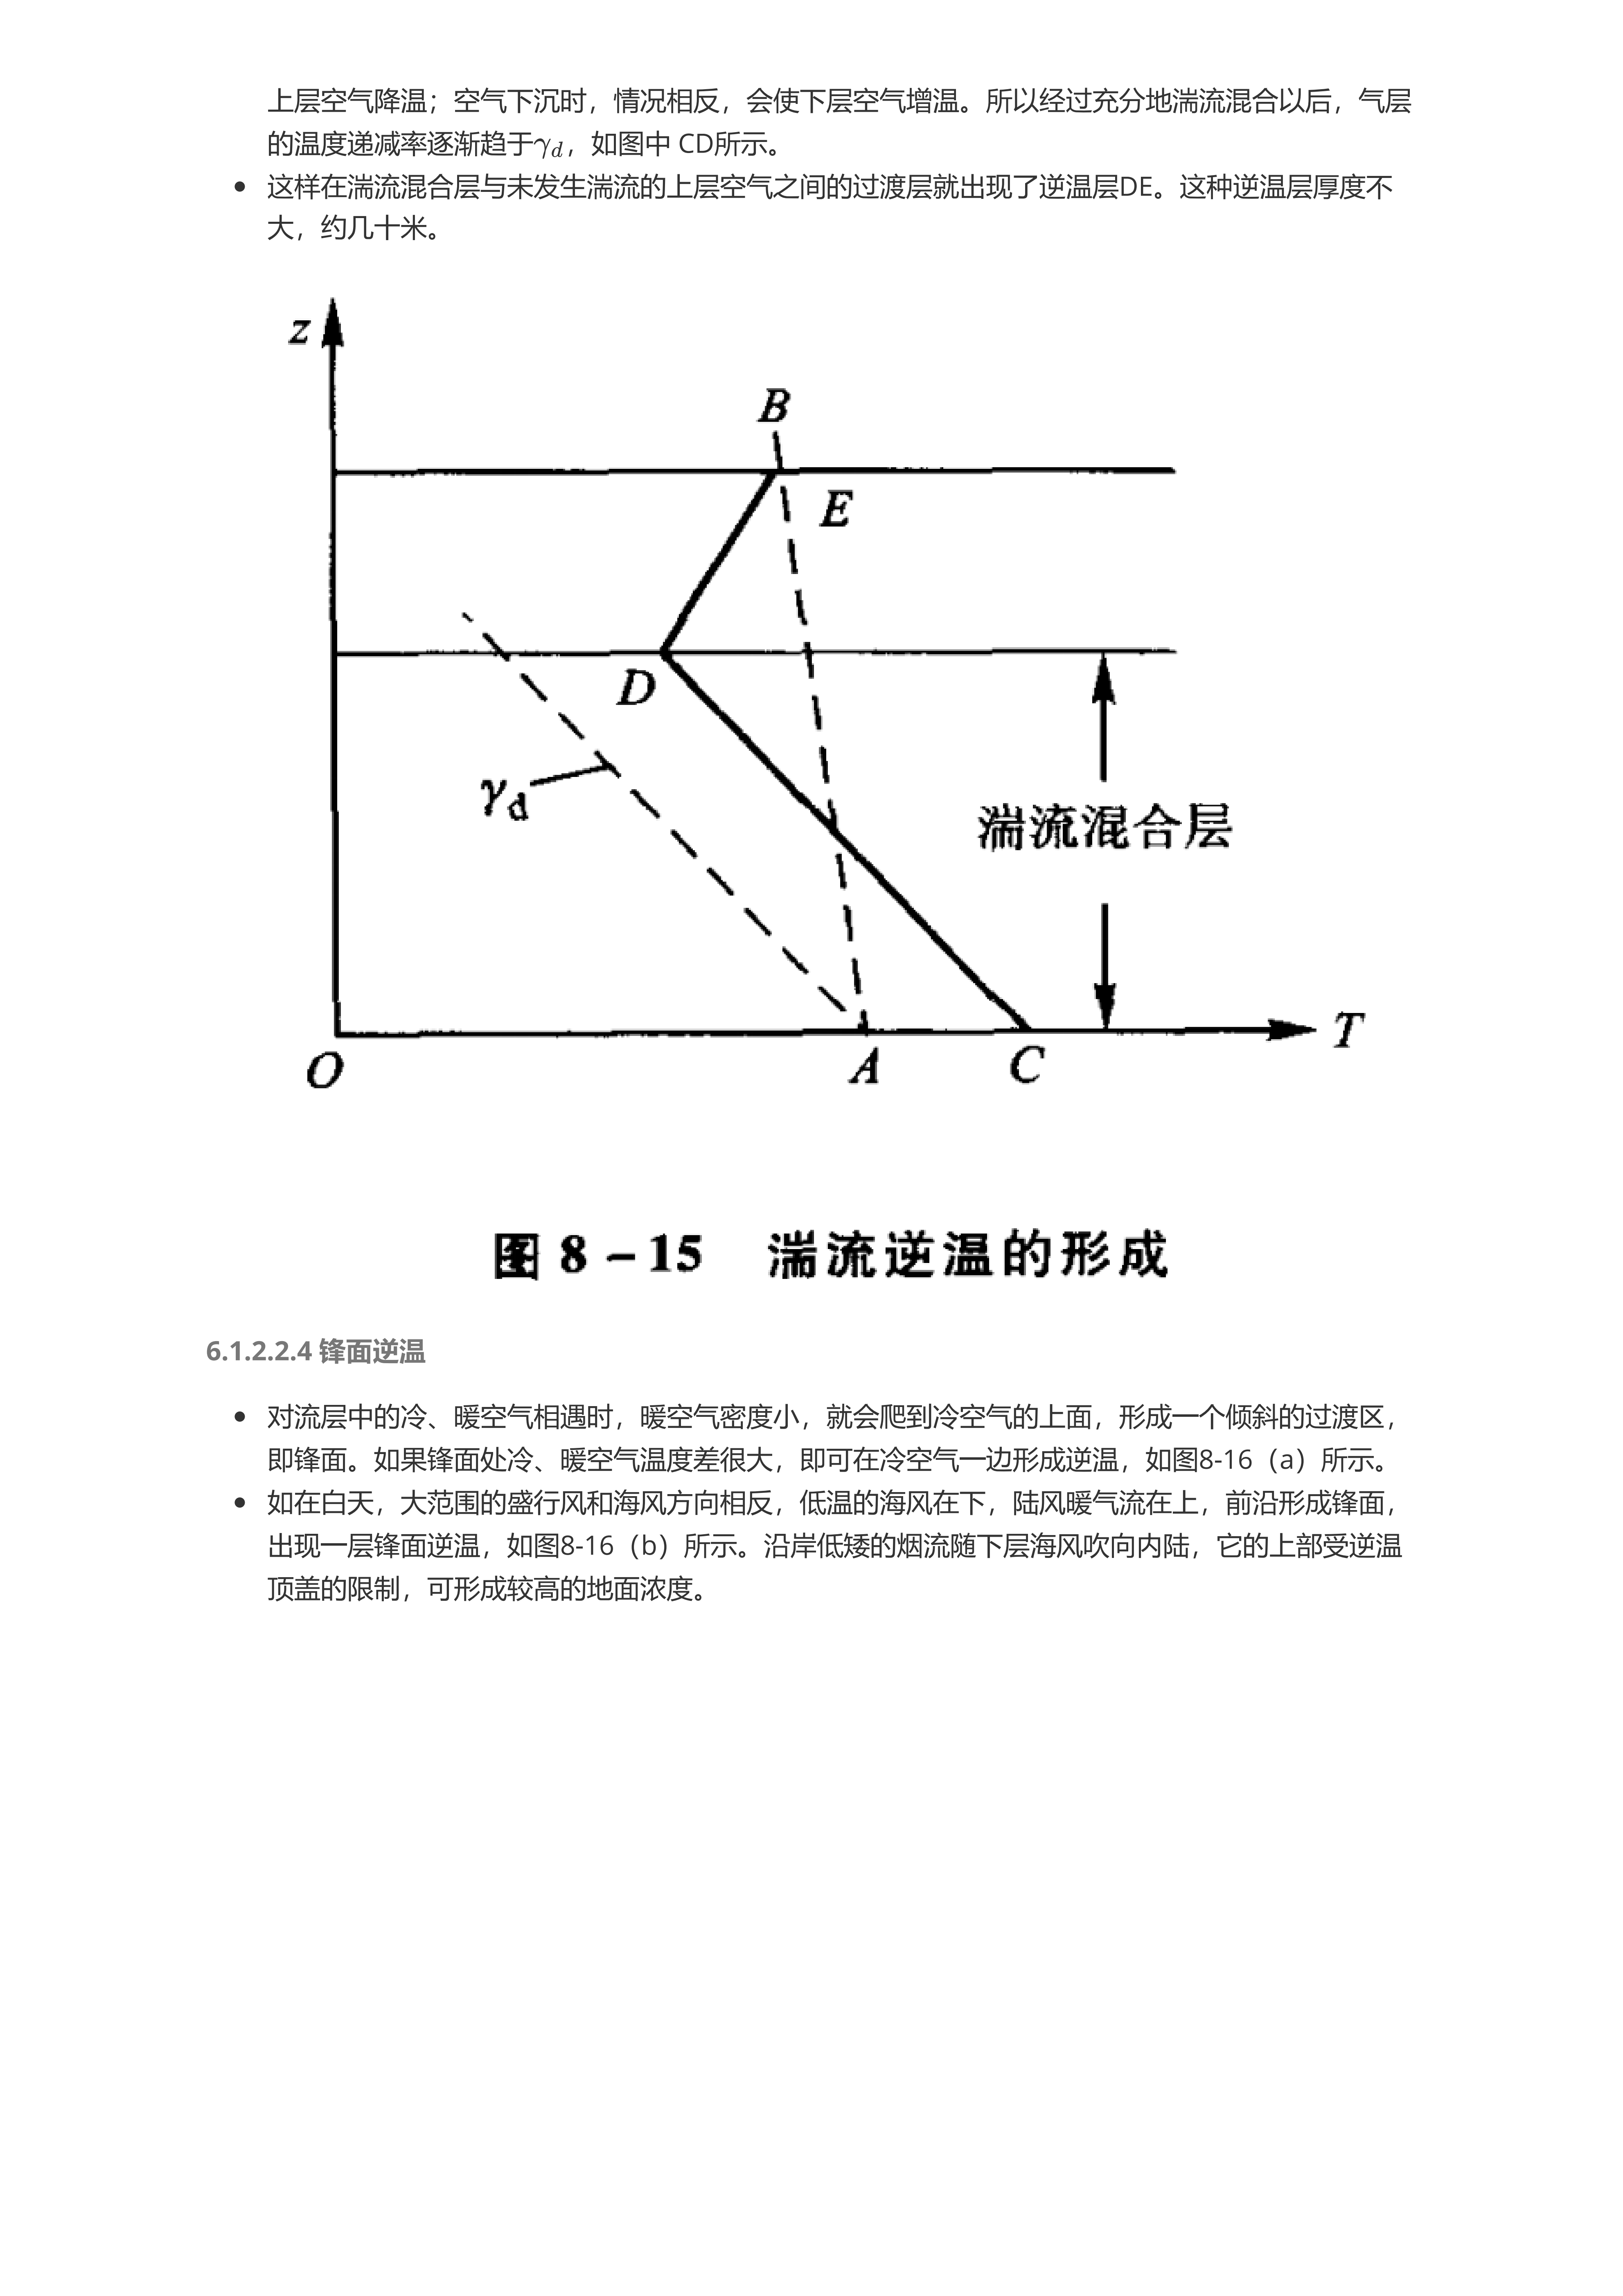 上层空气降温；空气下沉时，情况相反，会使下层空气增温。所以经过充分地湍流混合以后，气层
的温度递减率逐渐趋于γd，如图中 CD所示。
这样在湍流混合层与未发生湍流的上层空气之间的过渡层就出现了逆温层DE。这种逆温层厚度不
大，约几十米。
z
B
E
D
γd
湍流混合层
O
A
C
T
图 8－15 湍流逆温的形成
6.1.2.2.4 锋面逆温
对流层中的冷、暖空气相遇时，暖空气密度小，就会爬到冷空气的上面，形成一个倾斜的过渡区，
即锋面。如果锋面处冷、暖空气温度差很大，即可在冷空气一边形成逆温，如图8-16（a）所示。
如在白天，大范围的盛行风和海风方向相反，低温的海风在下，陆风暖气流在上，前沿形成锋面，
出现一层锋面逆温，如图8-16（b）所示。沿岸低矮的烟流随下层海风吹向内陆，它的上部受逆温
顶盖的限制，可形成较高的地面浓度。